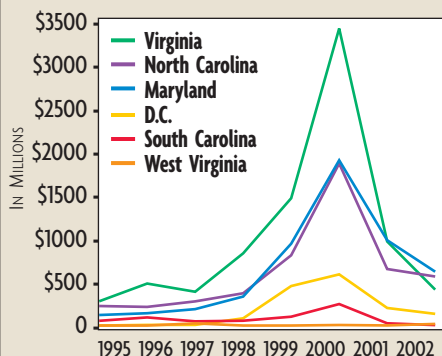 $3500
$3000
$2500
$2000
$1500
$1000
$500
0
IN MILLIONS
Virginia
North Carolina
Maryland
D.C.
South Carolina
West Virginia
1995 1996 1997 1998 1999 2000 2001 2002